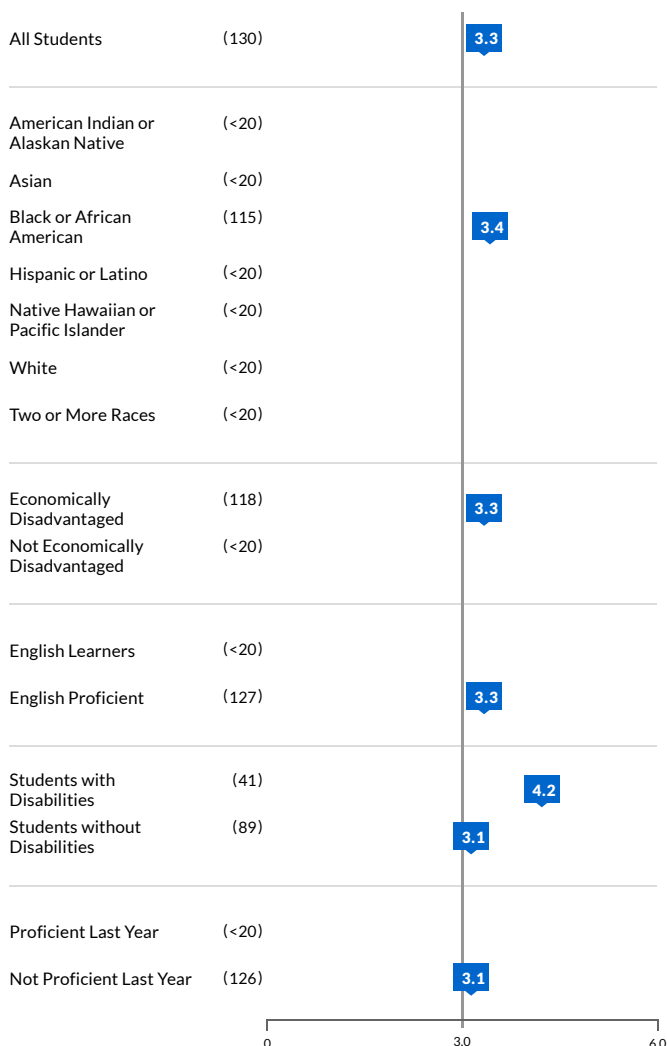 All Students (130) 3.3
American Indian or (<20)
Alaskan Native
Asian (<20)
Black or African (115) 3.4
American
Hispanic or Latino (<20)
Native Hawaiian or (<20)
Pacific Islander
White (<20)
Two or More Races (<20)
Economically (118) 3.3
Disadvantaged
Not Economically (<20)
Disadvantaged
English Learners (<20)
English Proficient (127) 3.3
Students with (41) 4.2
Disabilities
Students without (89) 3.1
Disabilities
Proficient Last Year (<20)
Not Proficient Last Year (126) 3.1
0 3.0 6.0